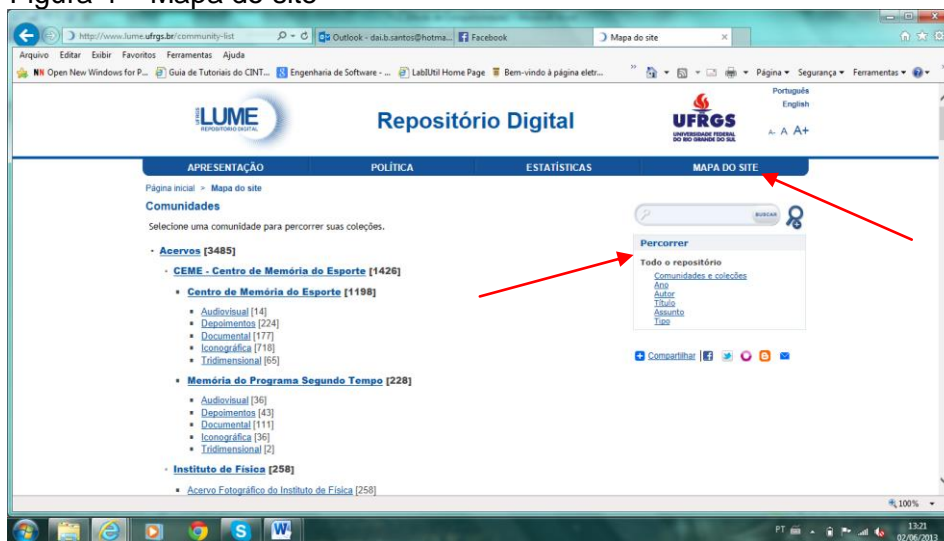 http://www.lume.ufrgs.br/community-list
Outlook - dai.b.santos@hotma...
Facebook
Mapa do site
Arquivo Editar Exibir Favoritos Ferramentas Ajuda
Open New Windows for P...
Guia de Tutoriais do CINT...
Engenharia de Software - ...
LabIUtil Home Page
Bem-vindo à página eletr...
Página
Segurança
Ferramentas
LUME
REPOSITÓRIO DIGITAL
Repositório Digital
UFRGS
UNIVERSIDADE FEDERAL
DO RIO GRANDE DO SUL
Português
English
A- A A+
APRESENTAÇÃO POLÍTICA ESTATÍSTICAS MAPA DO SITE
Página inicial > Mapa do site
Comunidades
Selecione uma comunidade para percorrer suas coleções.
Acervos [3485]
CEME - Centro de Memória do Esporte [1426]
Centro de Memória do Esporte [1198]
Audiovisual [14]
Depoimentos [224]
Documental [177]
Iconográfica [718]
Tridimensional [65]
Memória do Programa Segundo Tempo [228]
Audiovisual [36]
Depoimentos [43]
Documental [111]
Iconográfica [36]
Tridimensional [2]
Instituto de Física [258]
Acervo Fotográfico do Instituto de Física [258]
BUSCAR
Percorrer
Todo o repositório
Comunidades e coleções
Ano
Autor
Título
Assunto
Tipo
Compartilhar
100%
PT
13:21
02/06/2013